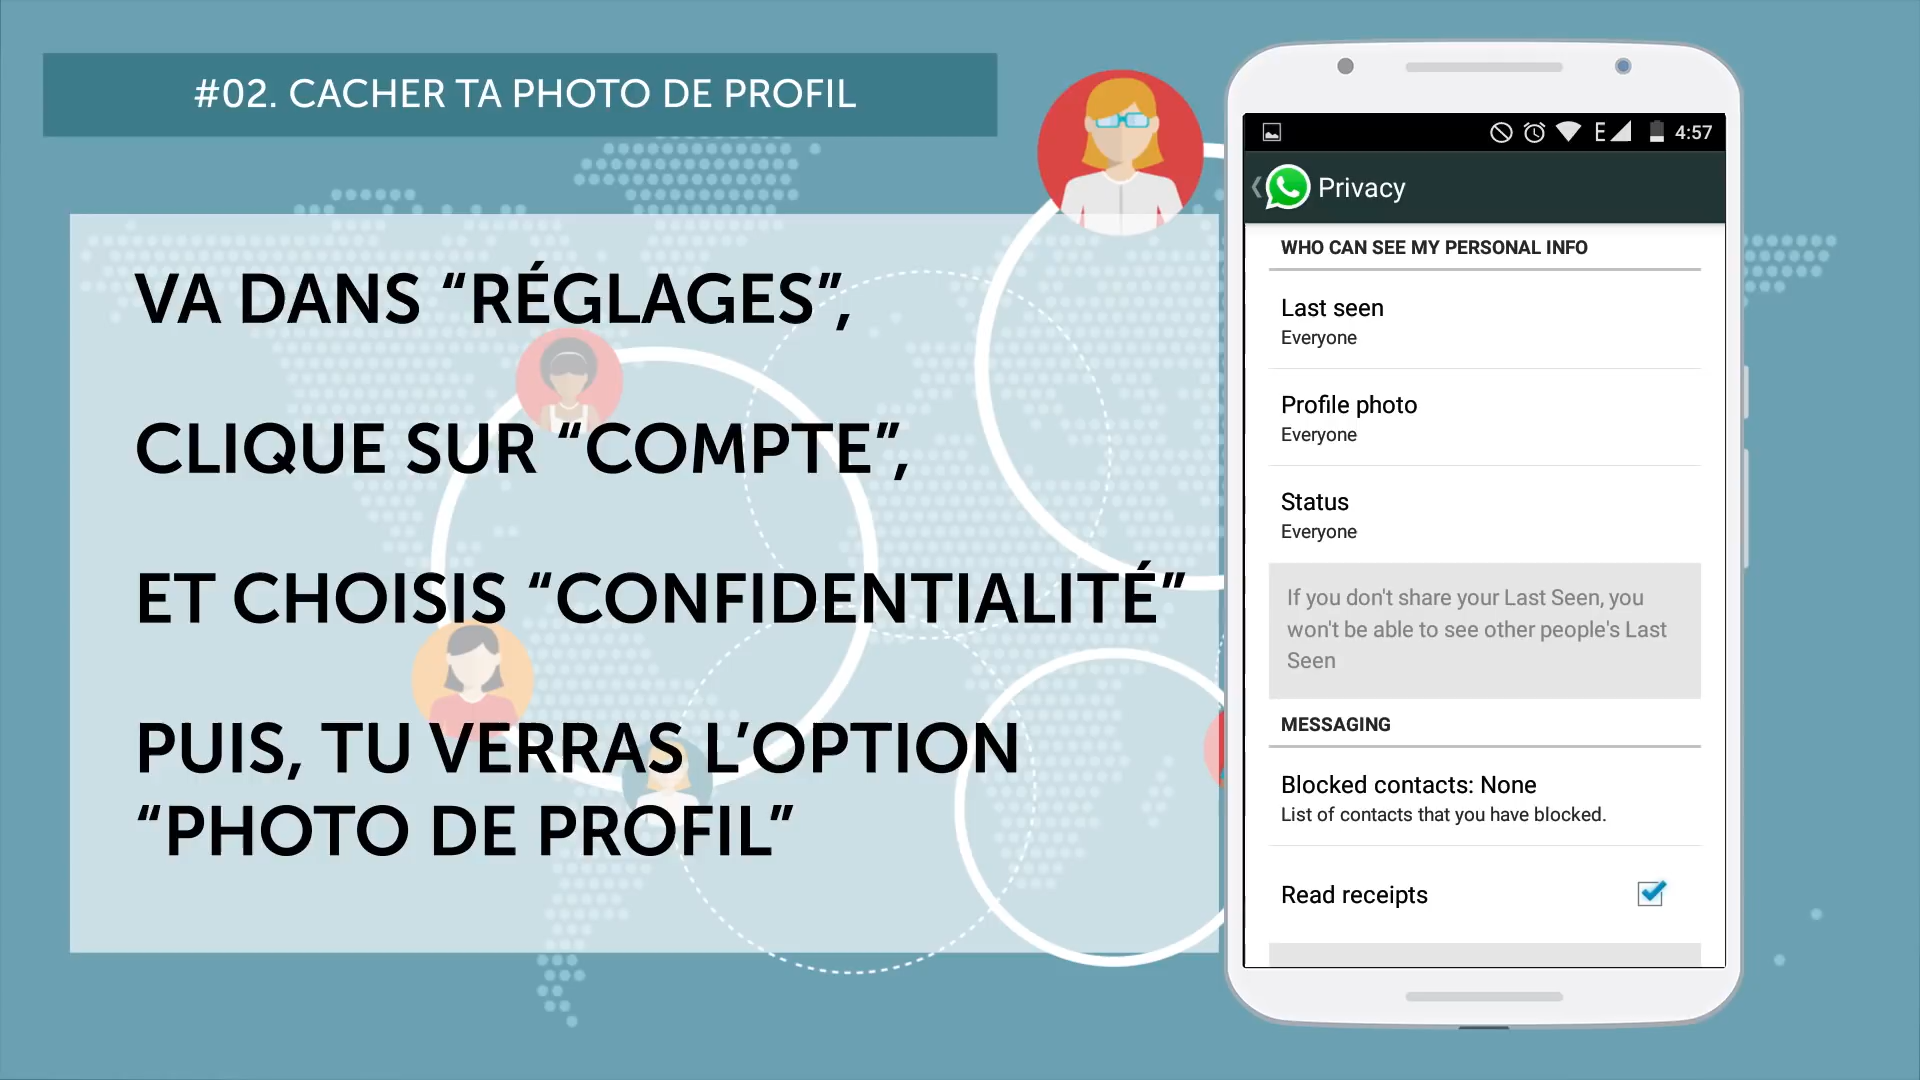 #02. CACHER TA PHOTO DE PROFIL
VA DANS “RÉGLAGES”,
CLIQUE SUR “COMPTE”,
ET CHOISIS “CONFIDENTIALITÉ”
PUIS, TU VERRAS L’OPTION
“PHOTO DE PROFIL”
E 4:57
Privacy
WHO CAN SEE MY PERSONAL INFO
Last seen
Everyone
Profile photo
Everyone
Status
Everyone
If you don't share your Last Seen, you
won't be able to see other people's Last
Seen
MESSAGING
Blocked contacts: None
List of contacts that you have blocked.
Read receipts